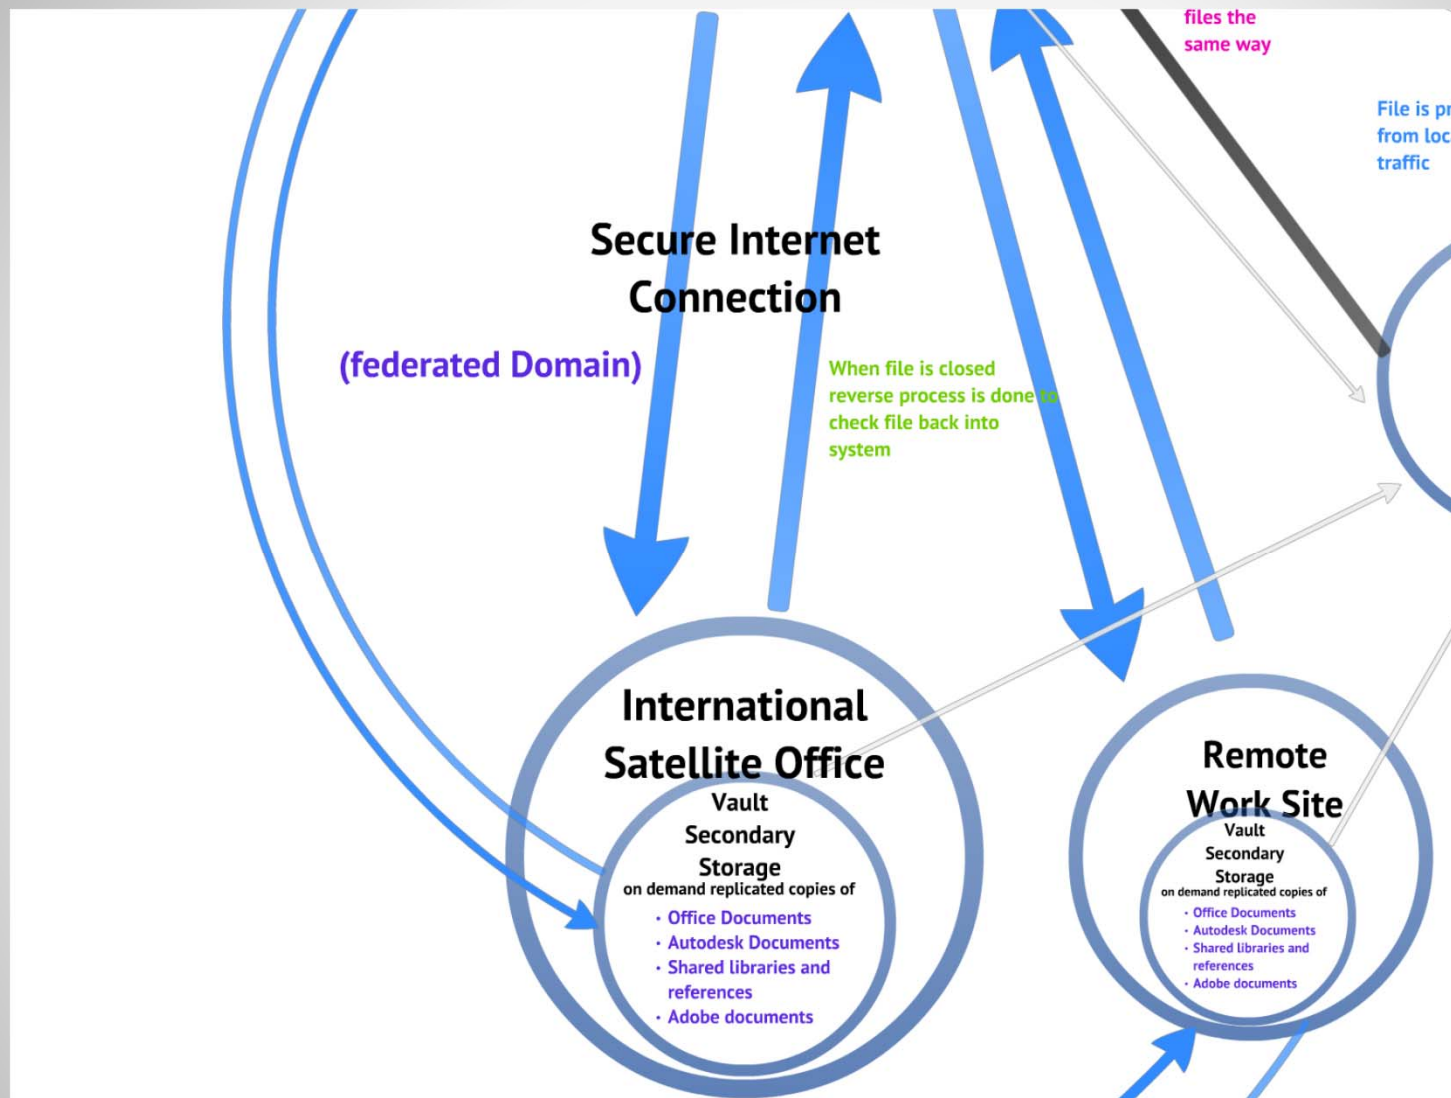 files the
same way
File is
from
traffic
Secure Internet
Connection
(federated Domain)
When file is closed
reverse process is done to
check file back into
system
International
Satellite Office
Vault
Secondary
Storage
on demand replicated copies of
• Office Documents
• Autodesk Documents
• Shared libraries and
references
• Adobe documents
Remote
Work Site
Vault
Secondary
Storage
on demand replicated copies of
• Office Documents
• Autodesk Documents
• Shared libraries and
references
• Adobe documents